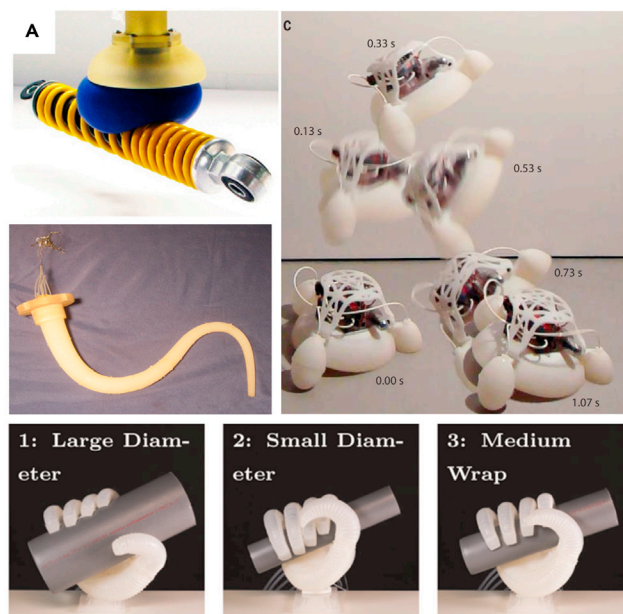 A
C
0.33 s
0.13 s
0.53 s
0.73 s
0.00 s
1.07 s
1: Large Diam-
eter
2: Small Diam-
eter
3: Medium
Wrap